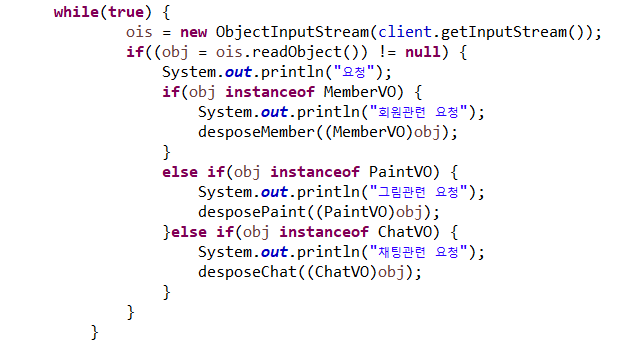 while(true) {
ois = new ObjectInputStream(client.getInputStream());
if((obj = ois.readObject()) != null) {
System.out.println("요청");
if(obj instanceof MemberVO) {
System.out.println("회원관련 요청");
desposeMember((MemberVO)obj);
}
else if(obj instanceof PaintVO) {
System.out.println("그림관련 요청");
desposePaint((PaintVO)obj);
}else if(obj instanceof ChatVO) {
System.out.println("채팅관련 요청");
desposeChat((ChatVO)obj);
}
}
}